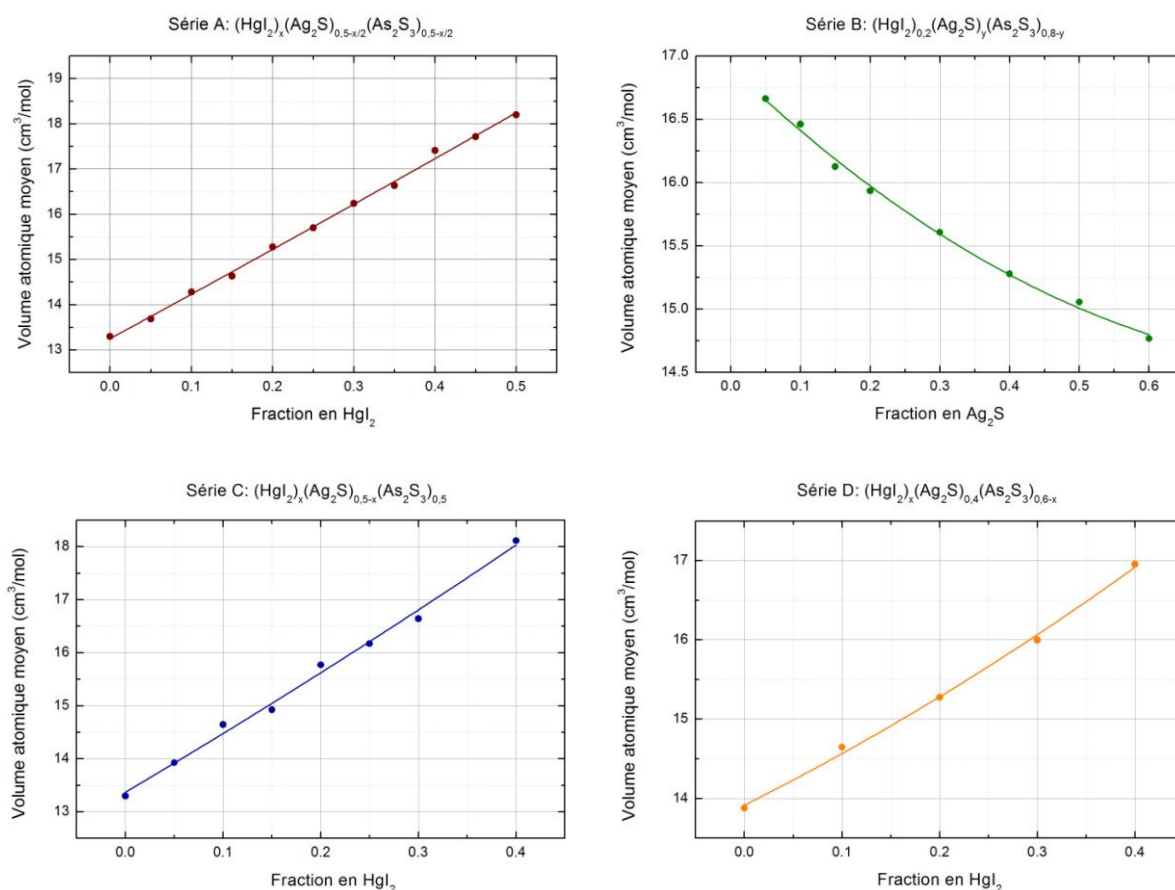 Série A: (HgI₂)ₓ(Ag₂S)₀,₅₋ₓ/₂(As₂S₃)₀,₅₋ₓ/₂
Volume atomique moyen (cm³/mol)
19
18
17
16
15
14
13
0.0 0.1 0.2 0.3 0.4 0.5
Fraction en HgI₂
Série B: (HgI₂)₀,₂(Ag₂S)y(As₂S₃)₀,₈₋y
Volume atomique moyen (cm³/mol)
17.0
16.5
16.0
15.5
15.0
14.5
0.0 0.1 0.2 0.3 0.4 0.5 0.6
Fraction en Ag₂S
Série C: (HgI₂)ₓ(Ag₂S)₀,₅₋ₓ(As₂S₃)₀,₅
Volume atomique moyen (cm³/mol)
18
17
16
15
14
13
0.0 0.1 0.2 0.3 0.4
Fraction en HgI₂
Série D: (HgI₂)ₓ(Ag₂S)₀,₄(As₂S₃)₀,₆₋ₓ
Volume atomique moyen (cm³/mol)
17
16
15
14
0.0 0.1 0.2 0.3 0.4
Fraction en HgI₂